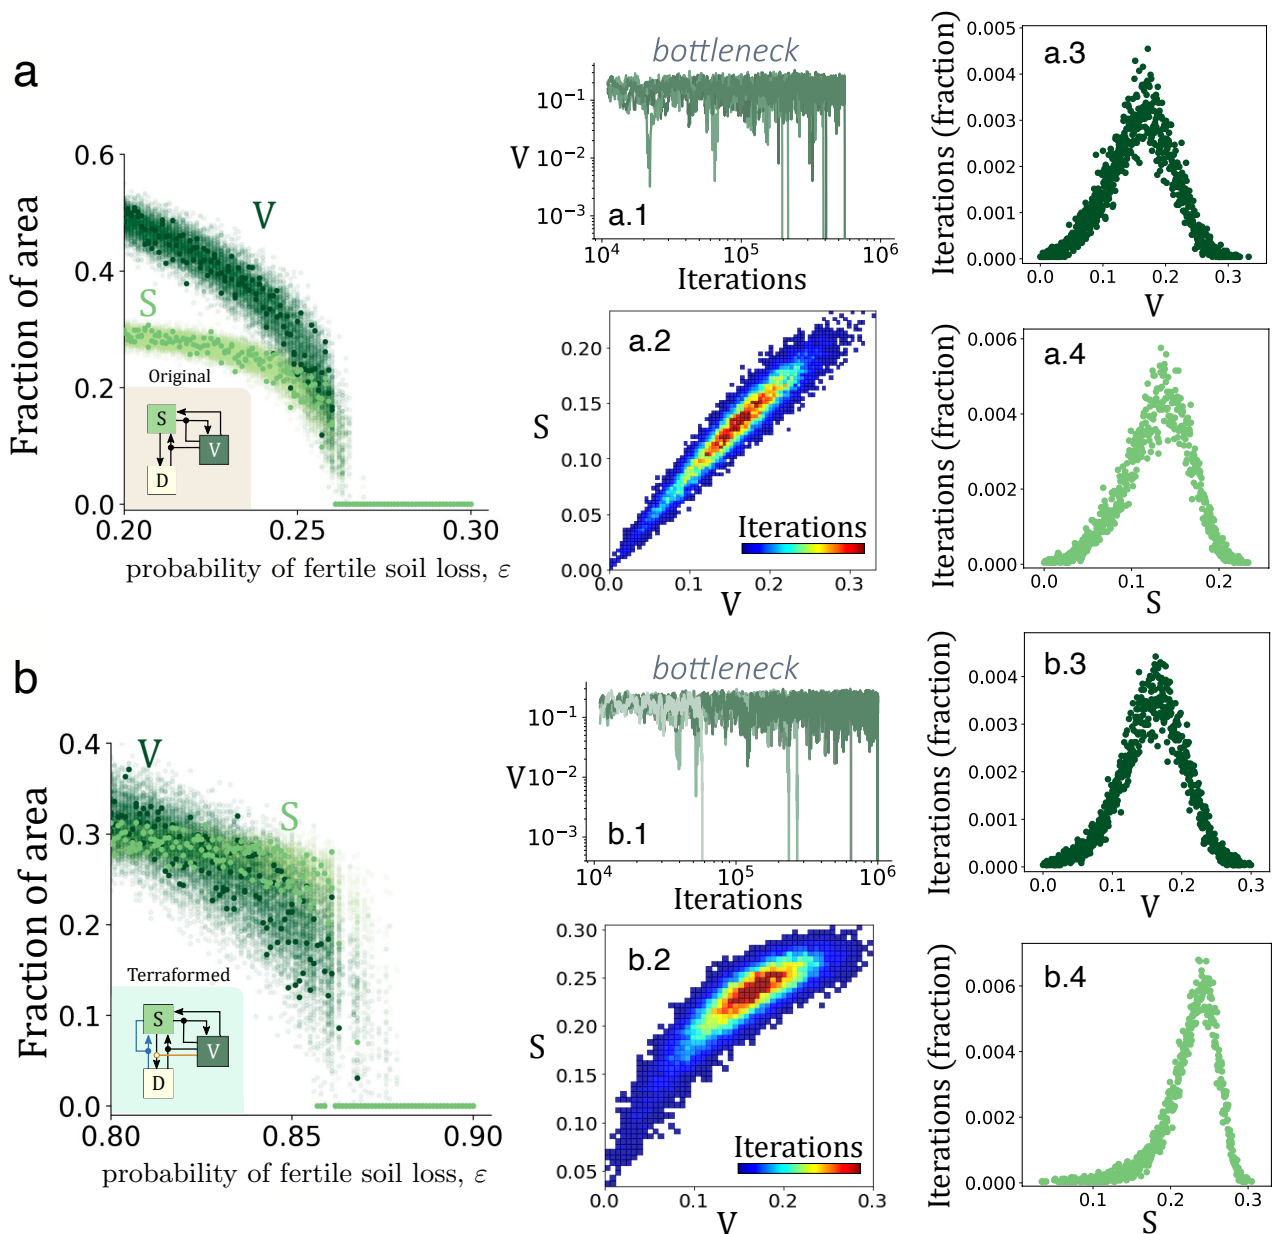 a
0.6
0.4
0.2
0.0
0.20
0.25
0.30
Fraction of area
V
S
Original
S
V
D
probability of fertile soil loss, ε
bottleneck
10⁻¹
10⁻²
10⁻³
V
a.1
10⁴
10⁵
10⁶
Iterations
a.2
0.20
0.15
0.10
0.05
0.00
S
Iterations
0.0
0.1
0.2
0.3
V
a.3
0.005
0.004
0.003
0.002
0.001
0.000
Iterations (fraction)
0.0
0.1
0.2
0.3
V
a.4
0.006
0.004
0.002
0.000
Iterations (fraction)
0.0
0.1
0.2
S
b
0.4
0.3
0.2
0.1
0.0
0.80
0.85
0.90
Fraction of area
V
S
Terraformed
S
V
D
probability of fertile soil loss, ε
bottleneck
10⁻¹
10⁻²
10⁻³
V
b.1
10⁴
10⁵
10⁶
Iterations
b.2
0.30
0.25
0.20
0.15
0.10
0.05
S
Iterations
0.0
0.1
0.2
0.3
V
b.3
0.004
0.003
0.002
0.001
0.000
Iterations (fraction)
0.0
0.1
0.2
0.3
V
b.4
0.006
0.004
0.002
0.000
Iterations (fraction)
0.1
0.2
0.3
S